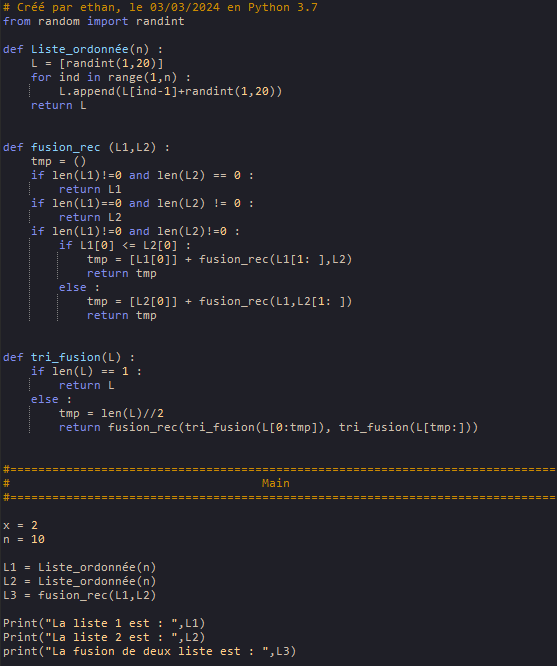 # Créé par ethan, le 03/03/2024 en Python 3.7
from random import randint
def Liste_ordonnée(n) :
L = [randint(1,20)]
for ind in range(1,n) :
L.append(L[ind-1]+randint(1,20))
return L
def fusion_rec (L1,L2) :
tmp = ()
if len(L1)!=0 and len(L2) == 0 :
return L1
if len(L1)==0 and len(L2) != 0 :
return L2
if len(L1)!=0 and len(L2)!=0 :
if L1[0] <= L2[0] :
tmp = [L1[0]] + fusion_rec(L1[1: ],L2)
return tmp
else :
tmp = [L2[0]] + fusion_rec(L1,L2[1: ])
return tmp
def tri_fusion(L) :
if len(L) == 1 :
return L
else :
tmp = len(L)//2
return fusion_rec(tri_fusion(L[0:tmp]), tri_fusion(L[tmp:]))
#==============================================================================
# Main
#==============================================================================
x = 2
n = 10
L1 = Liste_ordonnée(n)
L2 = Liste_ordonnée(n)
L3 = fusion_rec(L1,L2)
Print("La liste 1 est : ",L1)
Print("La liste 2 est : ",L2)
print("La fusion de deux liste est : ",L3)